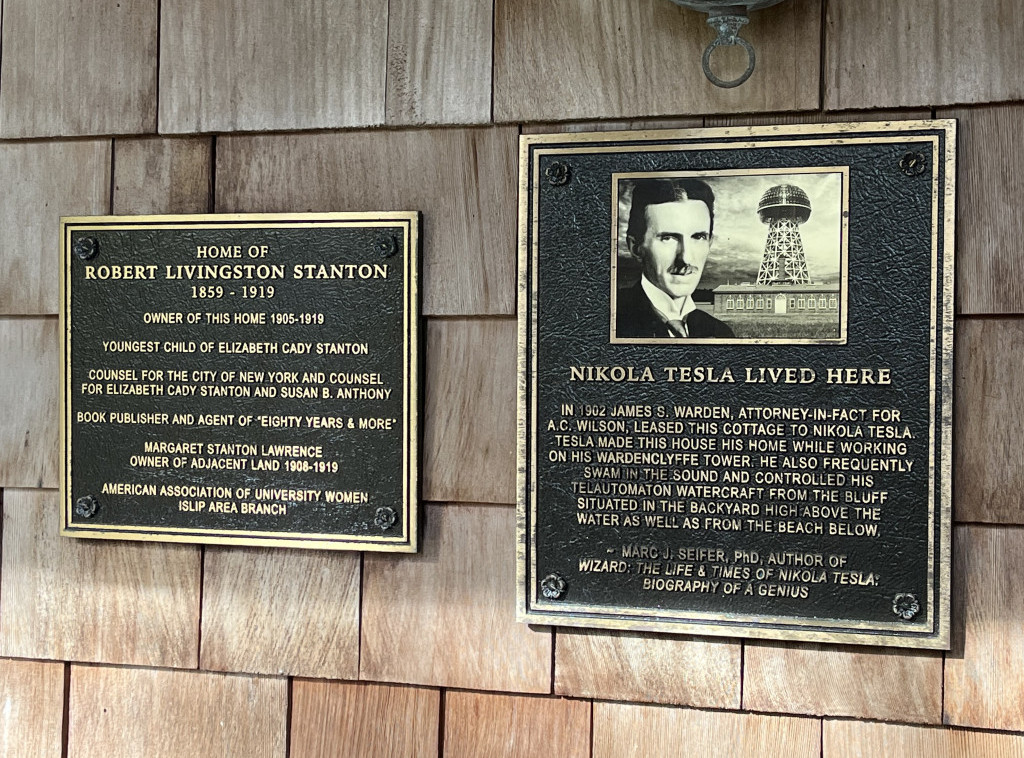 HOME OF
ROBERT LIVINGSTON STANTON
1859 - 1919
OWNER OF THIS HOME 1905-1919
YOUNGEST CHILD OF ELIZABETH CADY STANTON
COUNSEL FOR THE CITY OF NEW YORK AND COUNSEL
FOR ELIZABETH CADY STANTON AND SUSAN B. ANTHONY
BOOK PUBLISHER AND AGENT OF "EIGHTY YEARS & MORE"
MARGARET STANTON LAWRENCE
OWNER OF ADJACENT LAND 1908-1919
AMERICAN ASSOCIATION OF UNIVERSITY WOMEN
ISLIP AREA BRANCH
NIKOLA TESLA LIVED HERE
IN 1902 JAMES S. WARDEN, ATTORNEY-IN-FACT FOR
A.C. WILSON, LEASED THIS COTTAGE TO NIKOLA TESLA.
TESLA MADE THIS HOUSE HIS HOME WHILE WORKING
ON HIS WARDENCLYFFE TOWER. HE ALSO FREQUENTLY
SWAM IN THE SOUND AND CONTROLLED HIS
TELAUTOMATON WATERCRAFT FROM THE BLUFF
SITUATED IN THE BACKYARD HIGH ABOVE THE
WATER AS WELL AS FROM THE BEACH BELOW.
~ MARC J. SEIFER, PhD, AUTHOR OF
WIZARD: THE LIFE & TIMES OF NIKOLA TESLA:
BIOGRAPHY OF A GENIUS